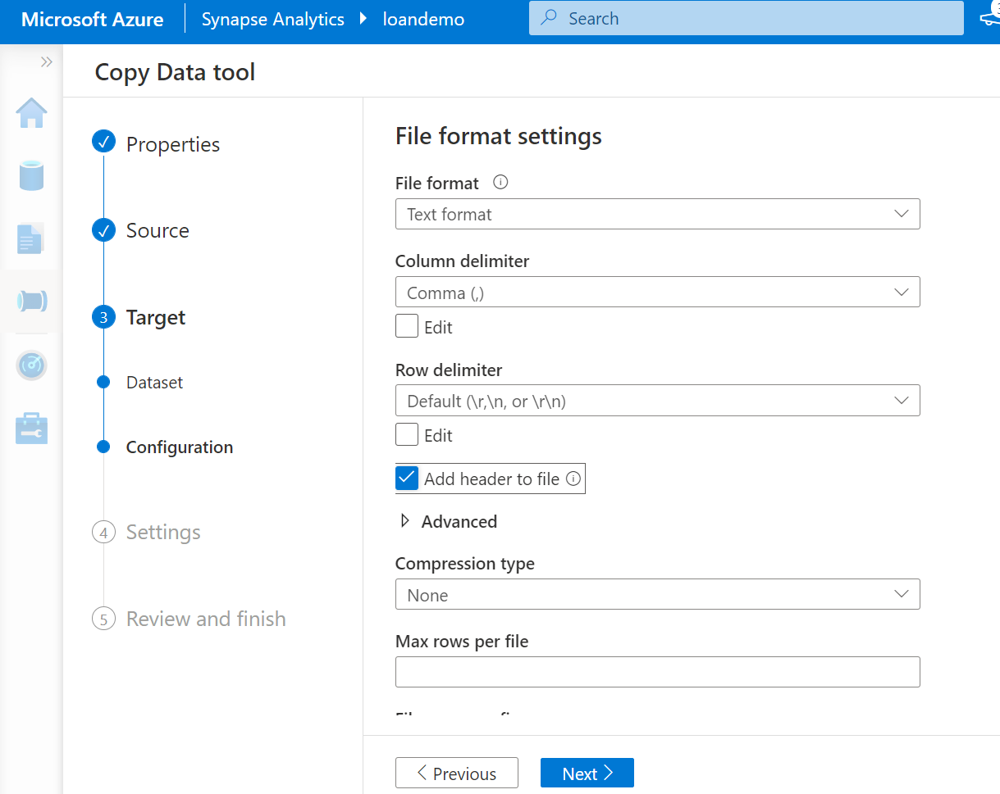 Microsoft Azure
Synapse Analytics
loandemo
Search
Copy Data tool
Properties
Source
3 Target
Dataset
Configuration
4 Settings
5 Review and finish
File format settings
File format
Text format
Column delimiter
Comma (,)
Edit
Row delimiter
Default (\r,\n, or \r\n)
Edit
Add header to file
Advanced
Compression type
None
Max rows per file
Previous
Next